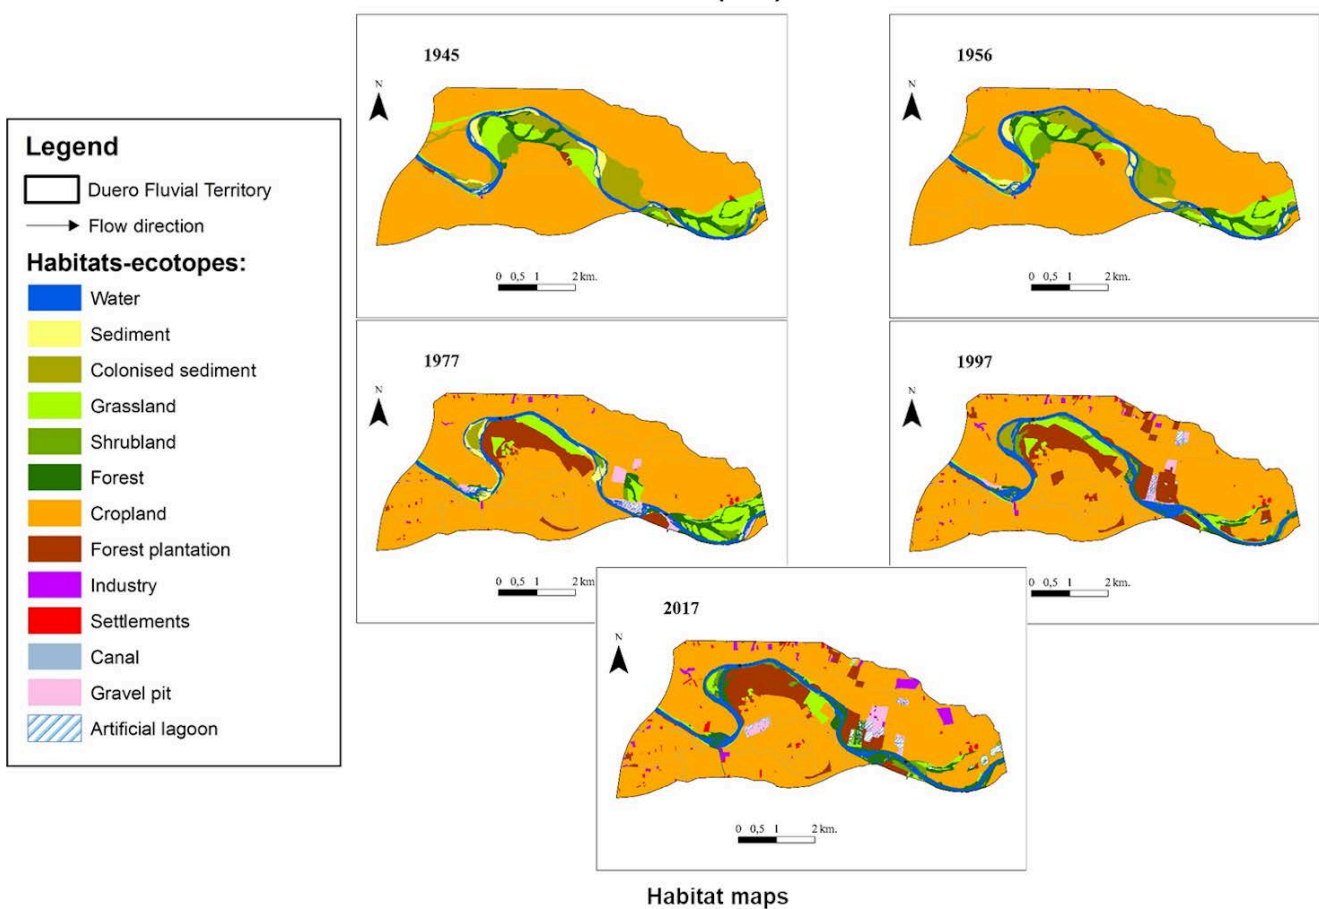 1945
N
0 0,5 1 2 km.
1956
N
0 0,5 1 2 km.
Legend
Duero Fluvial Territory
Flow direction
Habitats-ecotopes:
Water
Sediment
Colonised sediment
Grassland
Shrubland
Forest
Cropland
Forest plantation
Industry
Settlements
Canal
Gravel pit
Artificial lagoon
1977
N
0 0,5 1 2 km
1997
N
0 0,5 1 2 km.
2017
N
0 0,5 1 2 km.
Habitat maps